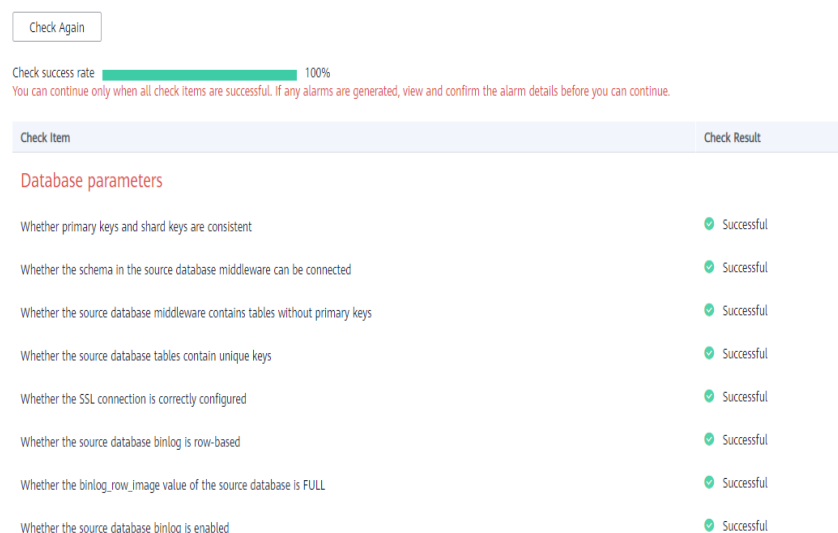 Check Again
Check success rate 100%
You can continue only when all check items are successful. If any alarms are generated, view and confirm the alarm details before you can continue.
Check Item Check Result
Database parameters
Whether primary keys and shard keys are consistent Successful
Whether the schema in the source database middleware can be connected Successful
Whether the source database middleware contains tables without primary keys Successful
Whether the source database tables contain unique keys Successful
Whether the SSL connection is correctly configured Successful
Whether the source database binlog is row-based Successful
Whether the binlog_row_image value of the source database is FULL Successful
Whether the source database binlog is enabled Successful